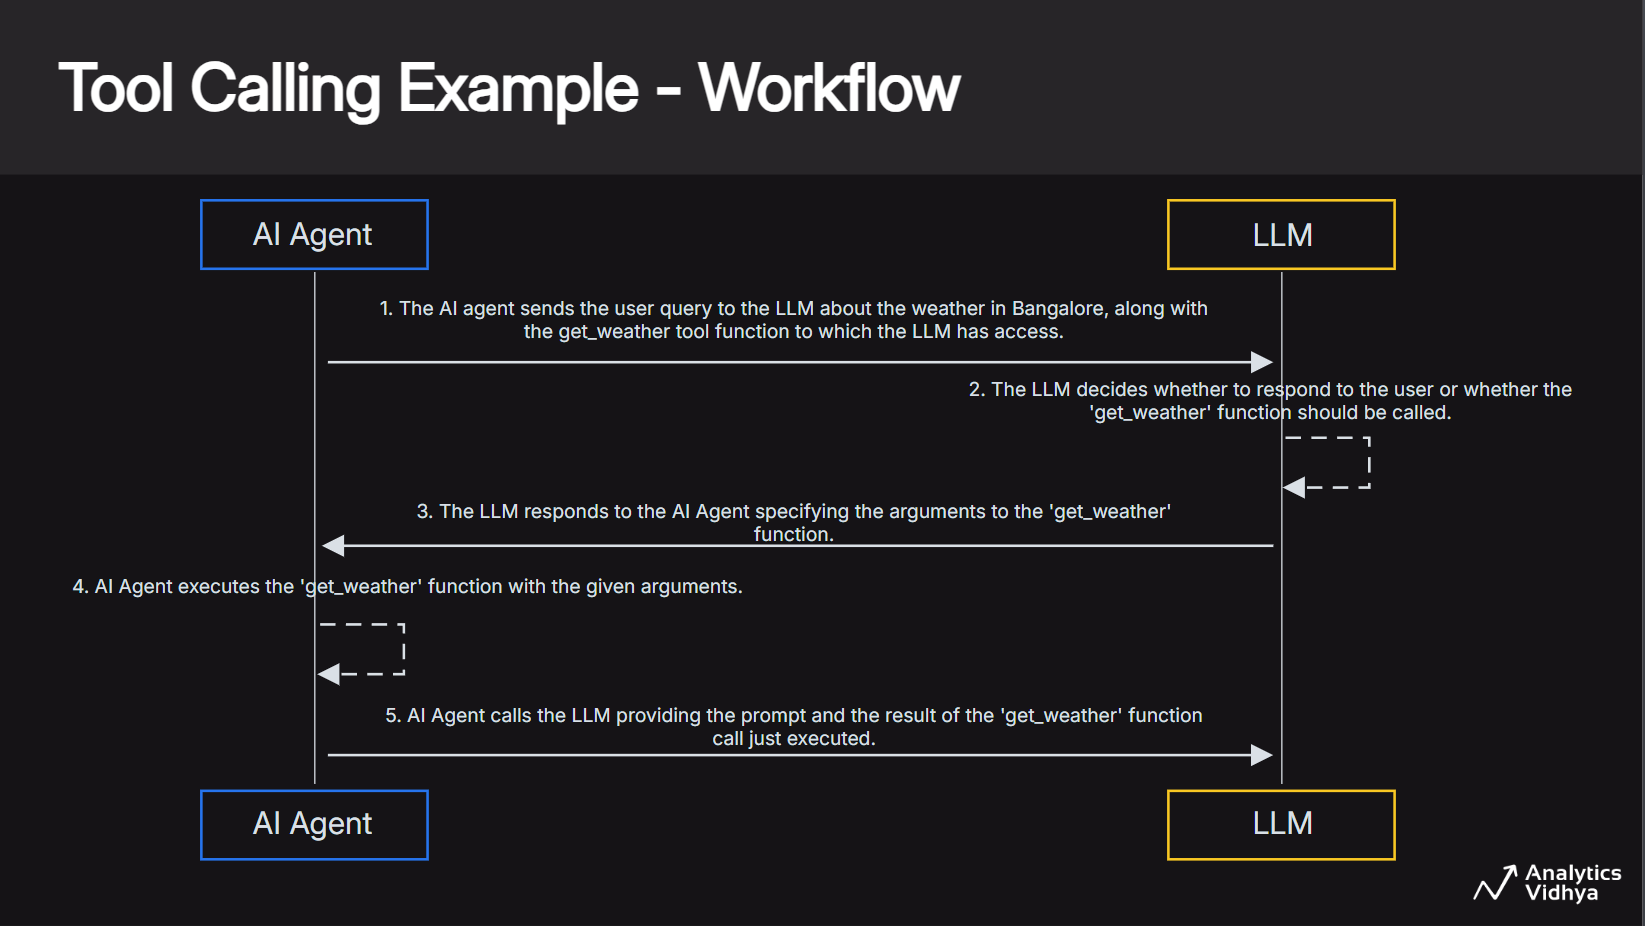 Tool Calling Example - Workflow
AI Agent
LLM
1. The AI agent sends the user query to the LLM about the weather in Bangalore, along with
the get_weather tool function to which the LLM has access.
2. The LLM decides whether to respond to the user or whether the
'get_weather' function should be called.
3. The LLM responds to the AI Agent specifying the arguments to the 'get_weather'
function.
4. AI Agent executes the 'get_weather' function with the given arguments.
5. AI Agent calls the LLM providing the prompt and the result of the 'get_weather' function
call just executed.
AI Agent
LLM
Analytics
Vidhya